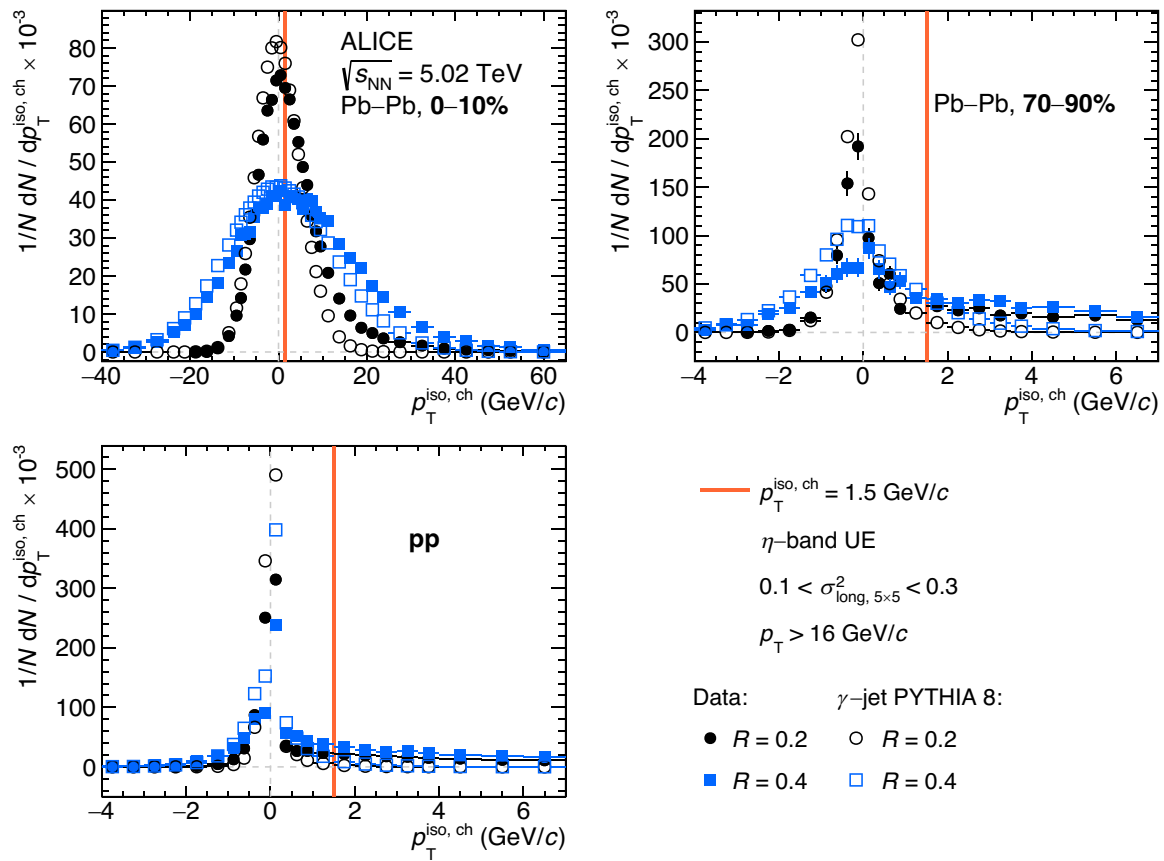 1/N dN / dp_T^{iso, ch} × 10^{-3}
80
70
60
50
40
30
20
10
0
ALICE
√s_{NN} = 5.02 TeV
Pb–Pb, 0–10%
−40 −20 0 20 40 60
p_T^{iso, ch} (GeV/c)
1/N dN / dp_T^{iso, ch} × 10^{-3}
300
250
200
150
100
50
0
Pb–Pb, 70–90%
−4 −2 0 2 4 6
p_T^{iso, ch} (GeV/c)
1/N dN / dp_T^{iso, ch} × 10^{-3}
500
400
300
200
100
0
pp
−4 −2 0 2 4 6
p_T^{iso, ch} (GeV/c)
p_T^{iso, ch} = 1.5 GeV/c
η−band UE
0.1 < σ²_{long, 5×5} < 0.3
p_T > 16 GeV/c
Data: γ−jet PYTHIA 8:
R = 0.2 R = 0.2
R = 0.4 R = 0.4